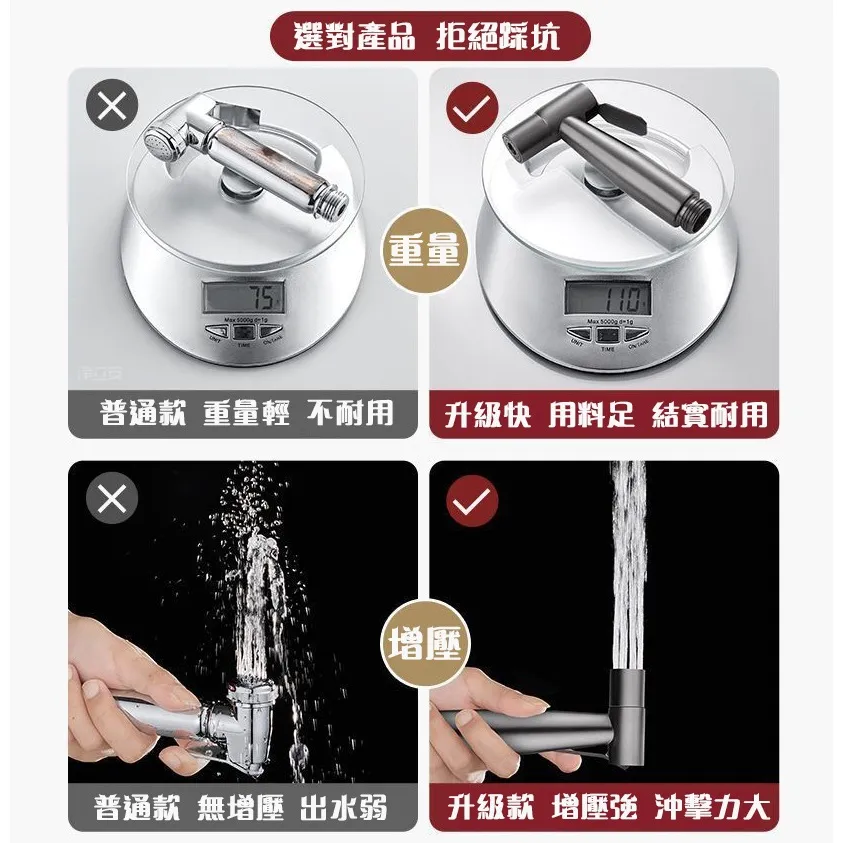 選對產品 拒絕踩坑
重量
75
Max 5000g d=1g
UNIT
TIME
ON/TARE
110
Max 5000g d=1g
UNIT
TIME
ON/TARE
普通款 重量輕 不耐用
升級快 用料足 結實耐用
增壓
普通款 無增壓 出水弱
升級款 增壓強 沖擊力大